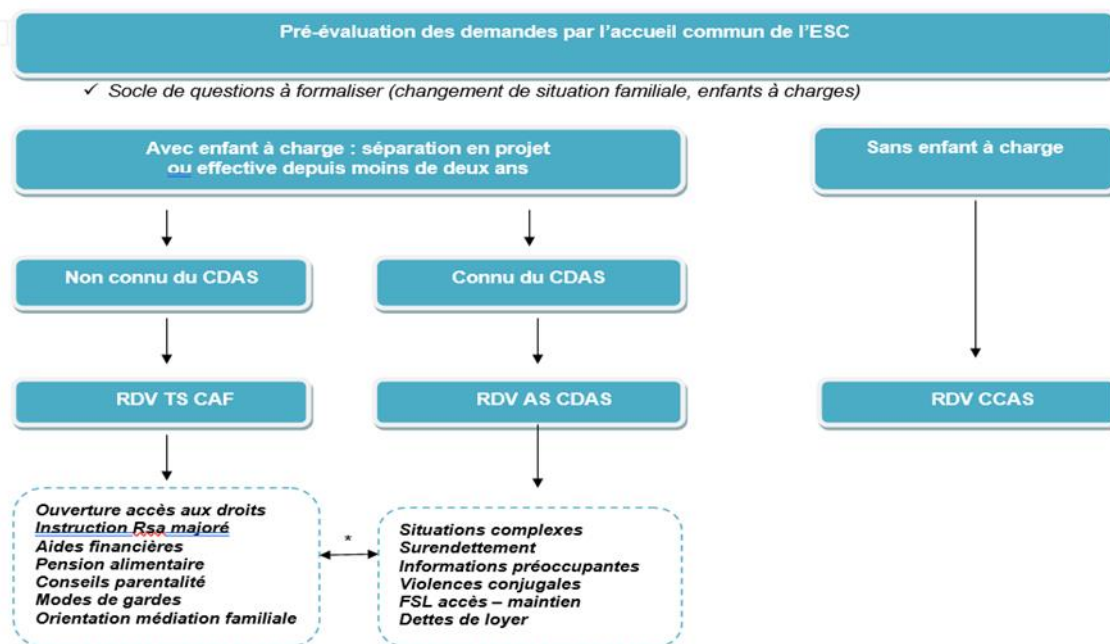 Pré-évaluation des demandes par l'accueil commun de l'ESC
✓ Socle de questions à formaliser (changement de situation familiale, enfants à charges)
Avec enfant à charge : séparation en projet
ou effective depuis moins de deux ans
Sans enfant à charge
Non connu du CDAS
Connu du CDAS
RDV TS CAF
RDV AS CDAS
RDV CCAS
Ouverture accès aux droits
Instruction Rsa majoré
Aides financières
Pension alimentaire
Conseils parentalité
Modes de gardes
Orientation médiation familiale
*
Situations complexes
Surendettement
Informations préoccupantes
Violences conjugales
FSL accès – maintien
Dettes de loyer